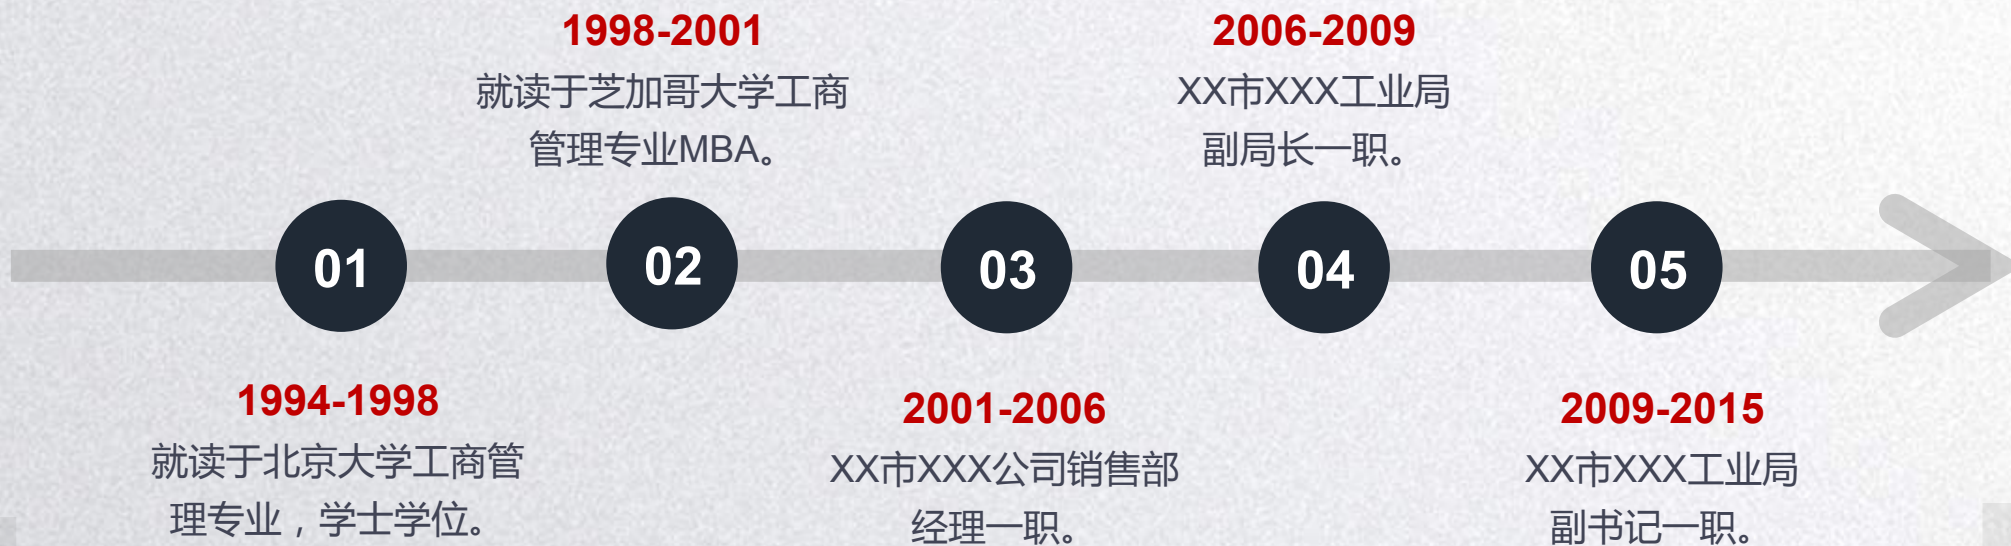 1998-2001
就读于芝加哥大学工商
管理专业MBA。
2006-2009
XX市XXX工业局
副局长一职。
01
02
03
04
05
1994-1998
就读于北京大学工商管
理专业，学士学位。
2001-2006
XX市XXX公司销售部
经理一职。
2009-2015
XX市XXX工业局
副书记一职。